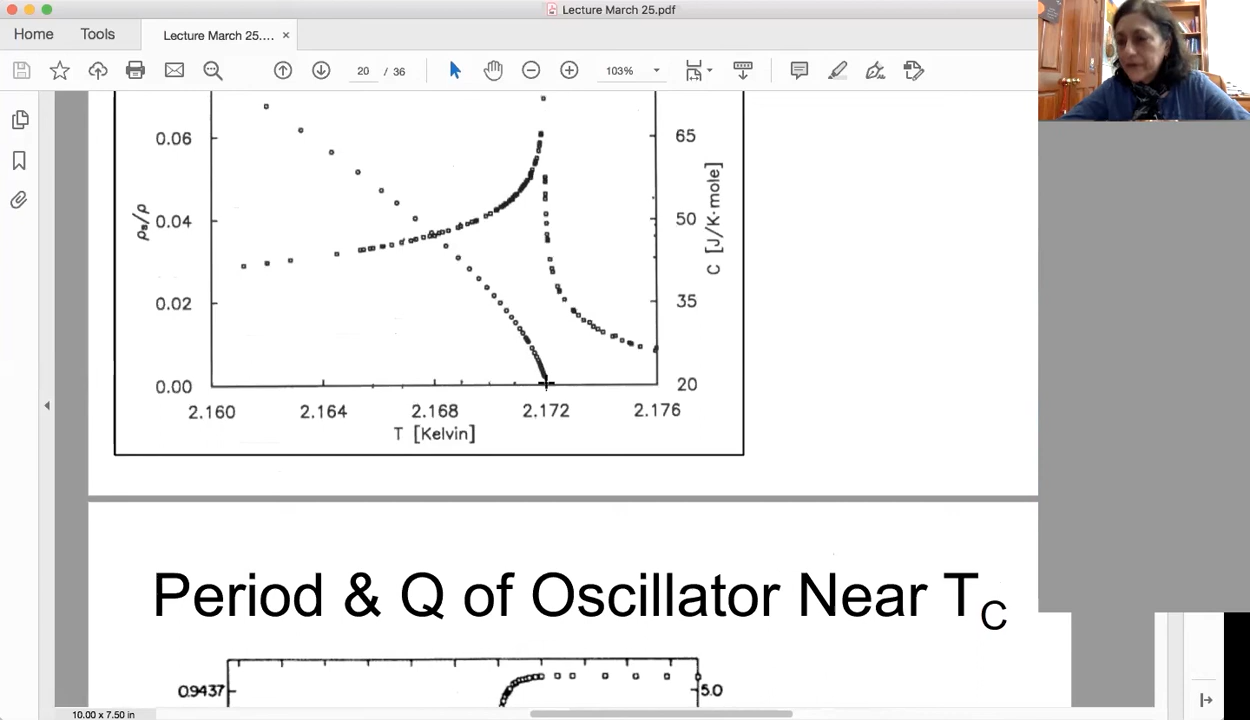 Lecture March 25.pdf
Home Tools Lecture March 25.... ×
20 / 36 103%
0.06 65
0.04 50
ρs/ρ
C [J/K·mole]
0.02 35
0.00 20
2.160 2.164 2.168 2.172 2.176
T [Kelvin]
Period & Q of Oscillator Near TC
0.9437 5.0
10.00 x 7.50 in